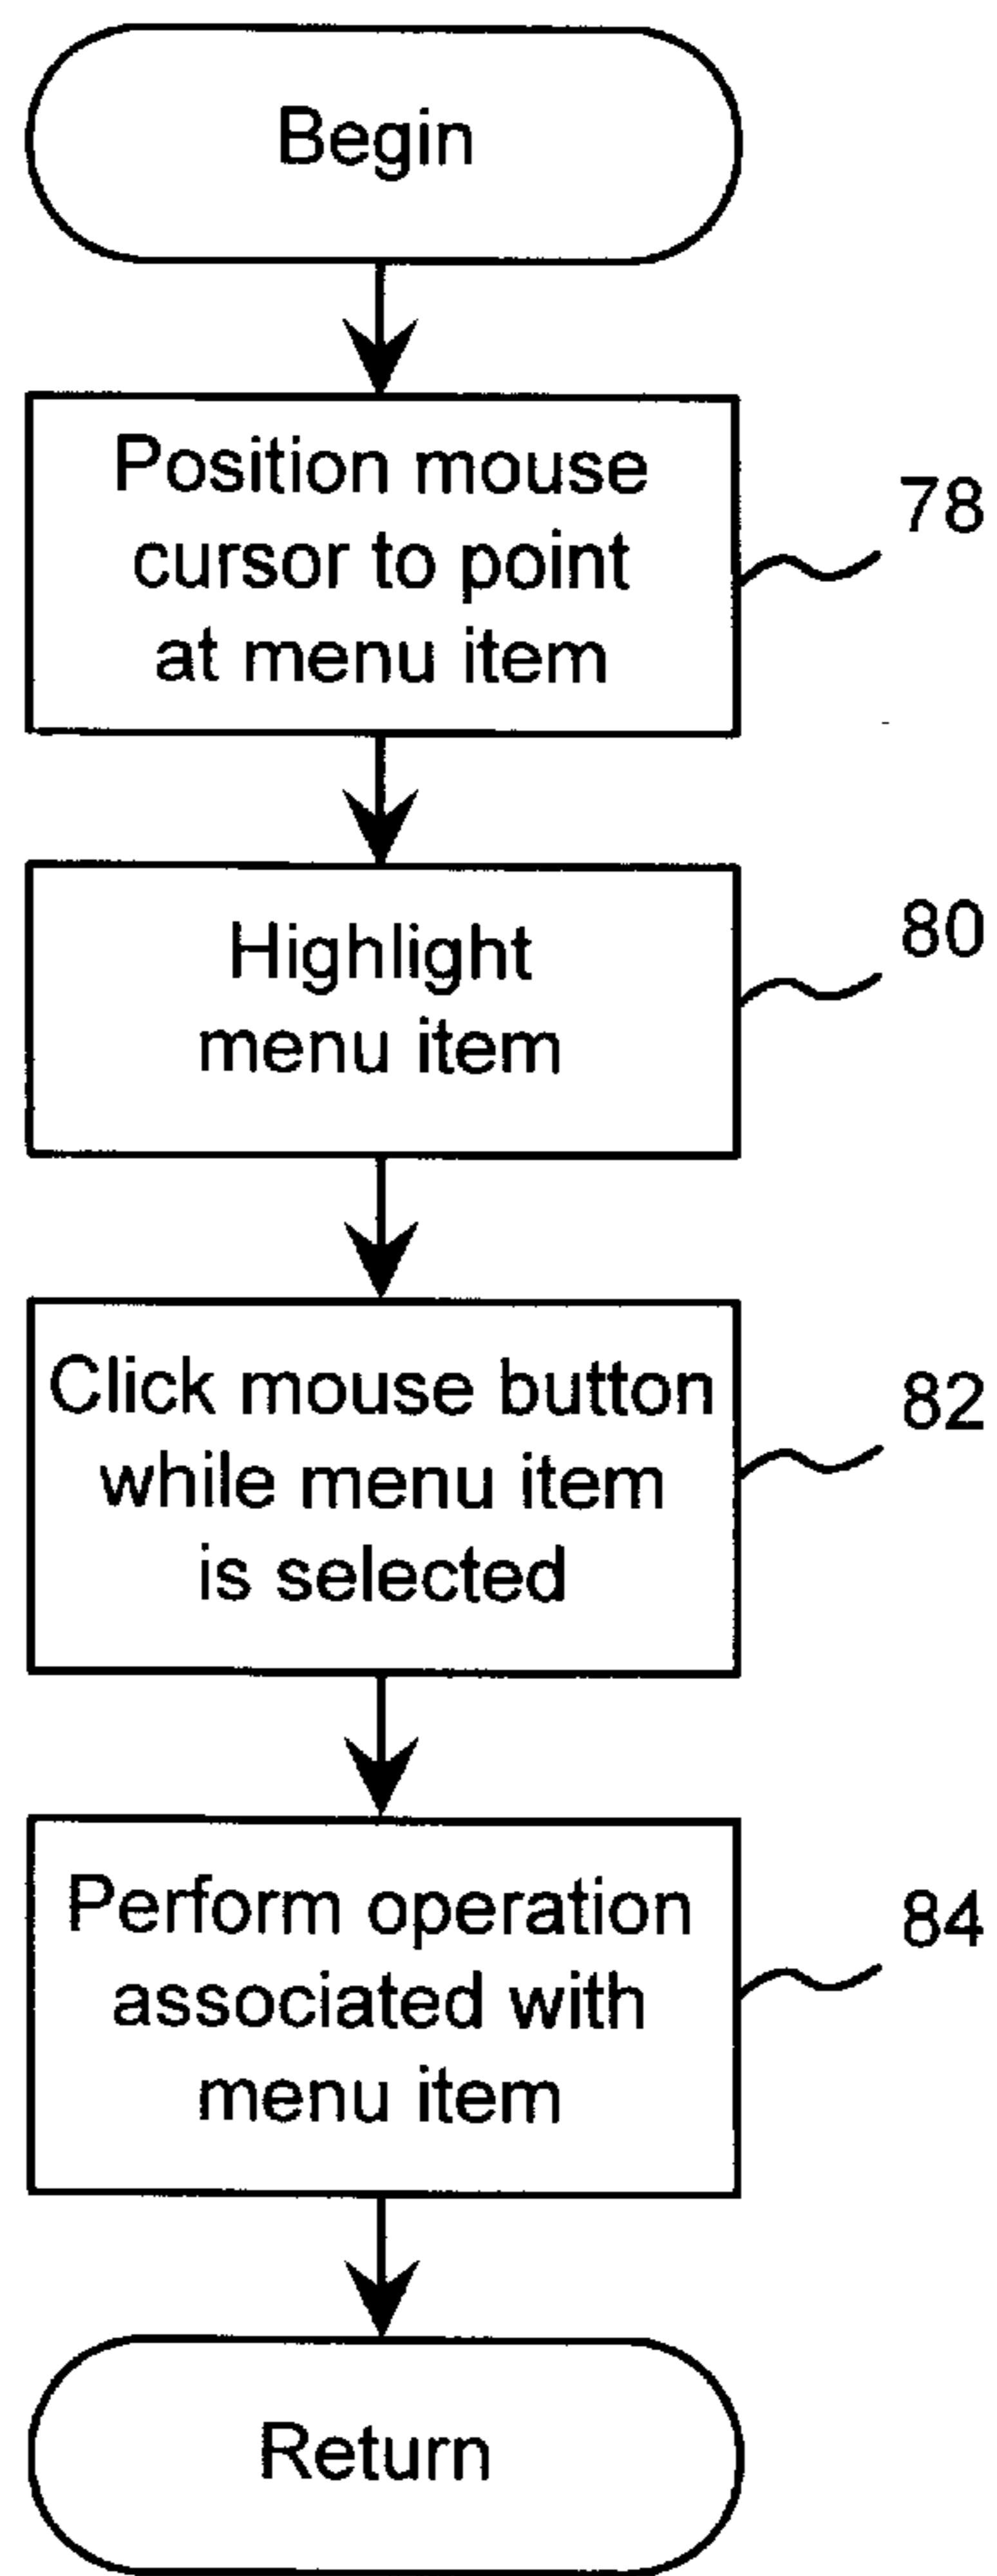 Begin
Position mouse
cursor to point
at menu item
78
Highlight
menu item
80
Click mouse button
while menu item
is selected
82
Perform operation
associated with
menu item
84
Return